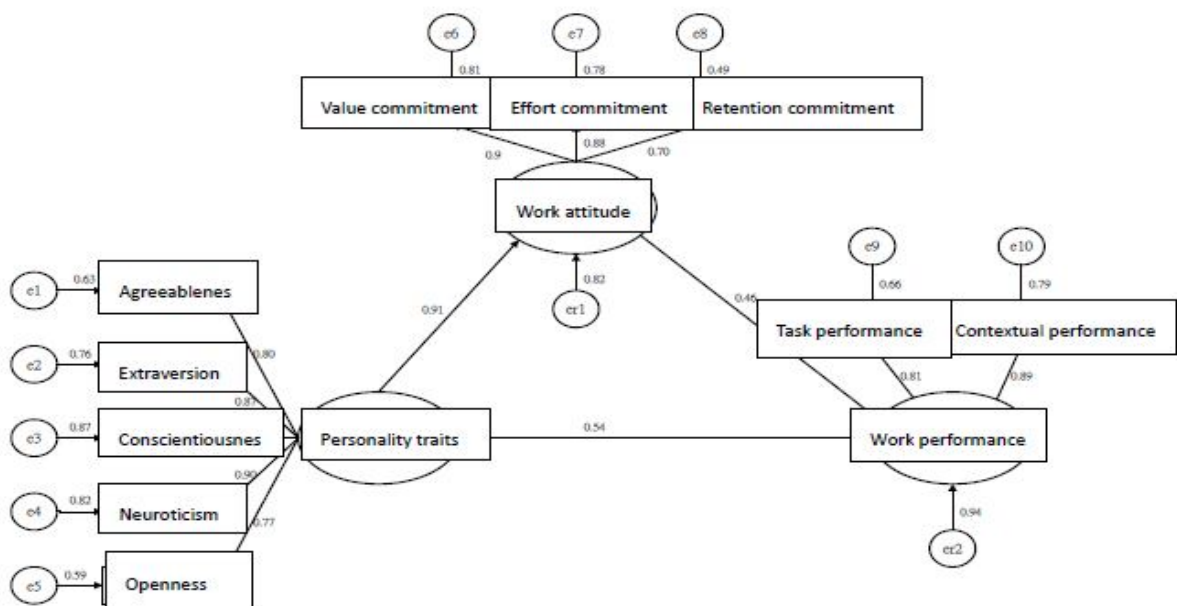 e6
e7
e8
0.81
0.78
0.49
Value commitment
Effort commitment
Retention commitment
0.9
0.88
0.70
Work attitude
e9
e10
0.82
0.66
0.79
er1
e1
0.63
Agreeablenes
0.91
0.46
Task performance
Contextual performance
e2
0.76
Extraversion
0.80
0.81
0.89
0.87
e3
0.87
Conscientiousnes
Personality traits
0.54
Work performance
0.90
e4
0.82
Neuroticism
0.77
0.94
er2
e5
0.59
Openness